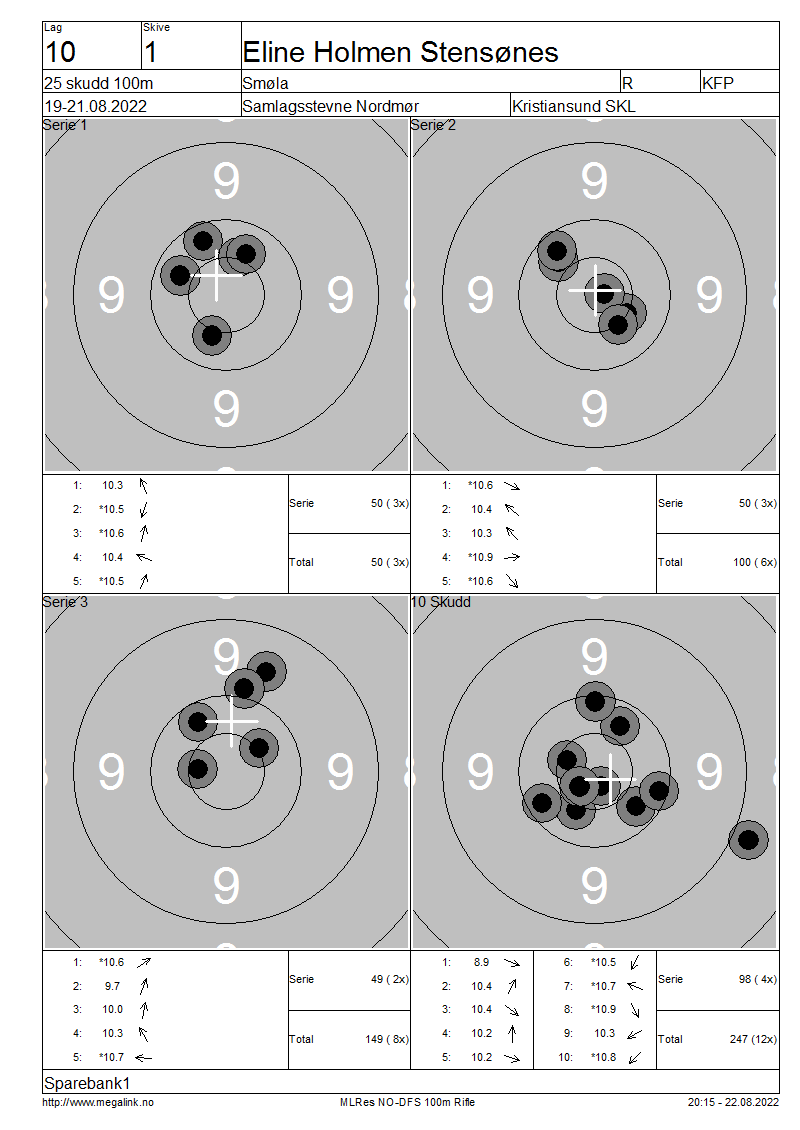 Lag Skive
10 1 Eline Holmen Stensønes
25 skudd 100m Smøla R KFP
19-21.08.2022 Samlagsstevne Nordmør Kristiansund SKL
Serie 1 Serie 2
9 9
9 9 9 9
9 9
1: 10.3
2: *10.5
3: *10.6
4: 10.4
5: *10.5
Serie 50 ( 3x)
Total 50 ( 3x)
1: *10.6
2: 10.4
3: 10.3
4: *10.9
5: *10.6
Serie 50 ( 3x)
Total 100 ( 6x)
Serie 3 10 Skudd
9 9
9 9 9 9
9 9
1: *10.6
2: 9.7
3: 10.0
4: 10.3
5: *10.7
Serie 49 ( 2x)
Total 149 ( 8x)
1: 8.9
2: 10.4
3: 10.4
4: 10.2
5: 10.2
6: *10.5
7: *10.7
8: *10.9
9: 10.3
10: *10.8
Serie 98 ( 4x)
Total 247 (12x)
Sparebank1
http://www.megalink.no MLRes NO-DFS 100m Rifle 20:15 - 22.08.2022